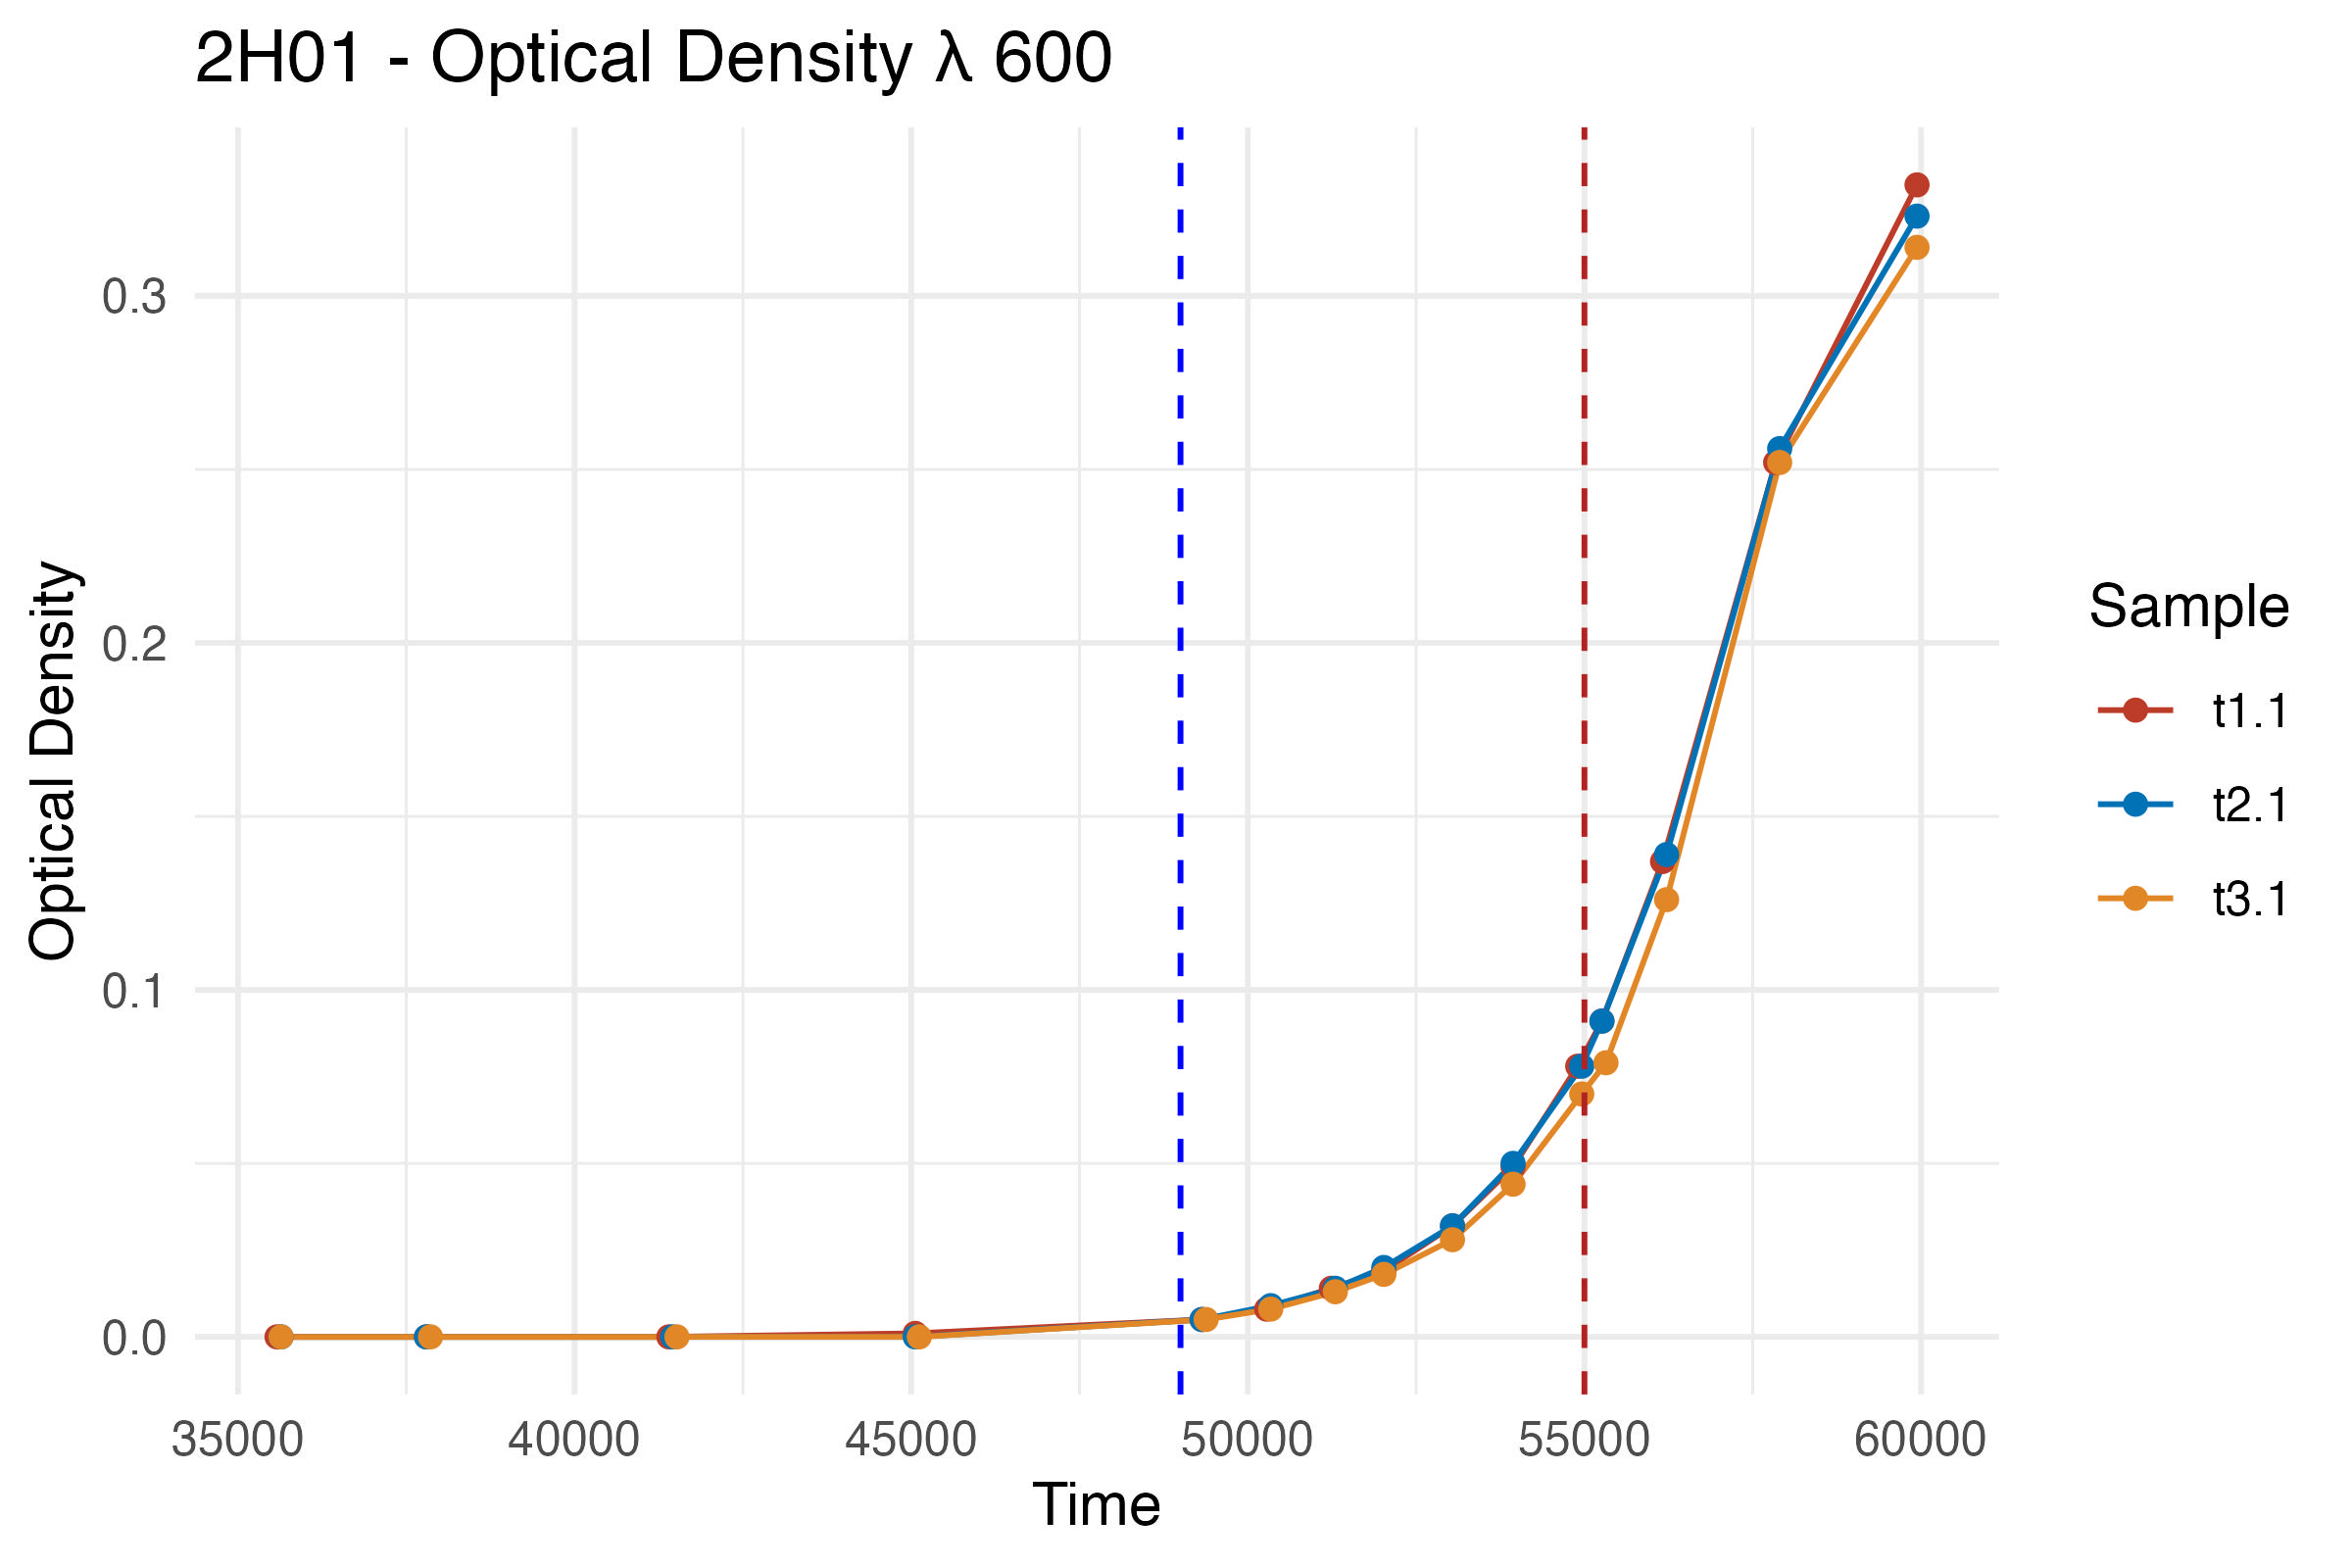 2H01 - Optical Density λ 600
Optical Density
0.3
0.2
0.1
0.0
35000 40000 45000 50000 55000 60000
Time
Sample
t1.1
t2.1
t3.1